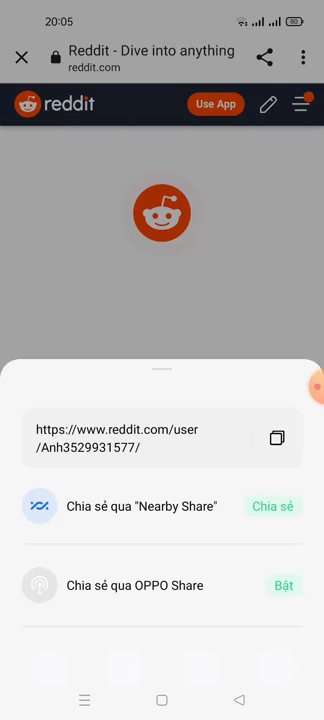 20:05
80
Reddit - Dive into anything
reddit.com
reddit
Use App
https://www.reddit.com/user
/Anh3529931577/
Chia sẻ qua "Nearby Share"
Chia sẻ
Chia sẻ qua OPPO Share
Bật